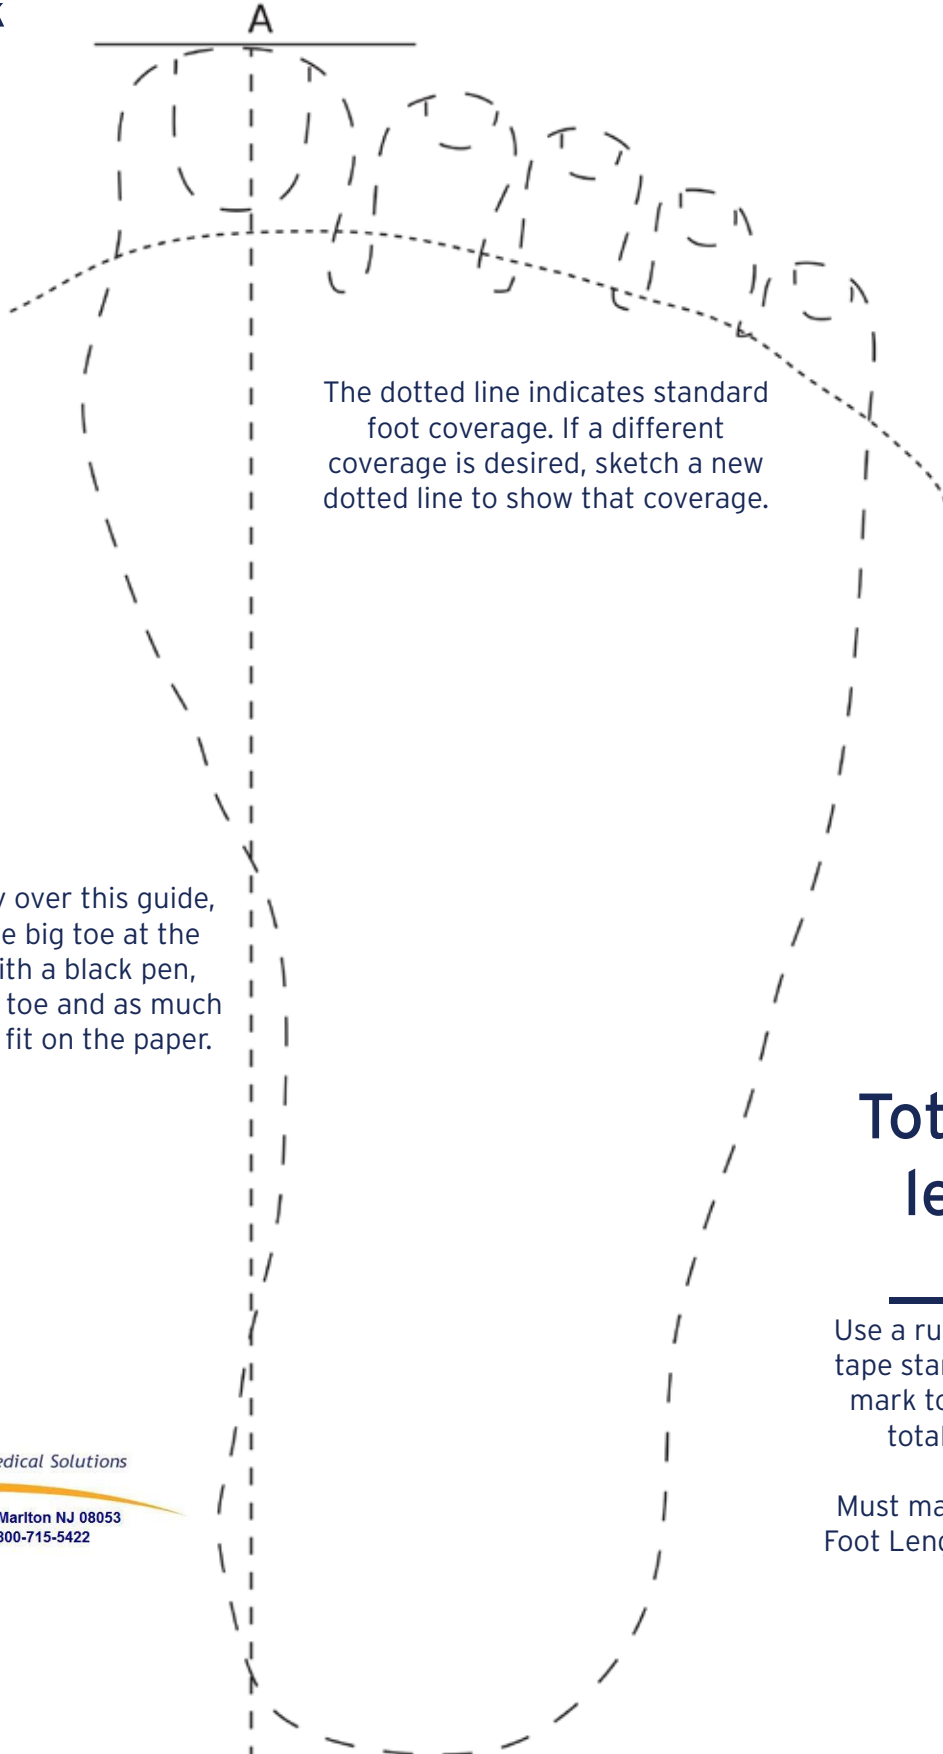 A
The dotted line indicates standard
foot coverage. If a different
coverage is desired, sketch a new
dotted line to show that coverage.
over this guide,
e big toe at the
ith a black pen,
toe and as much
fit on the paper.
Tot
le
Use a ru
tape sta
mark to
total
Must ma
Foot Leng
edical Solutions
Marlton NJ 08053
800-715-5422